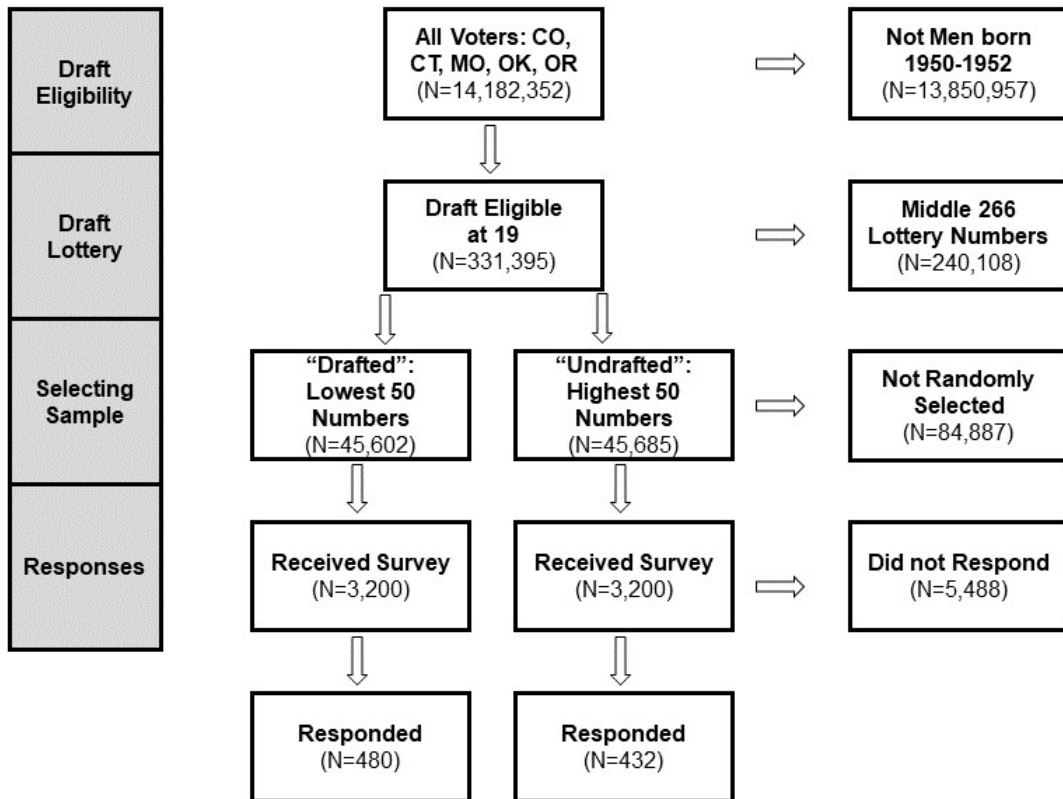 Draft
Eligibility
All Voters: CO,
CT, MO, OK, OR
(N=14,182,352)
Not Men born
1950-1952
(N=13,850,957)
Draft
Lottery
Draft Eligible
at 19
(N=331,395)
Middle 266
Lottery Numbers
(N=240,108)
Selecting
Sample
“Drafted”:
Lowest 50
Numbers
(N=45,602)
“Undrafted”:
Highest 50
Numbers
(N=45,685)
Not Randomly
Selected
(N=84,887)
Responses
Received Survey
(N=3,200)
Received Survey
(N=3,200)
Did not Respond
(N=5,488)
Responded
(N=480)
Responded
(N=432)